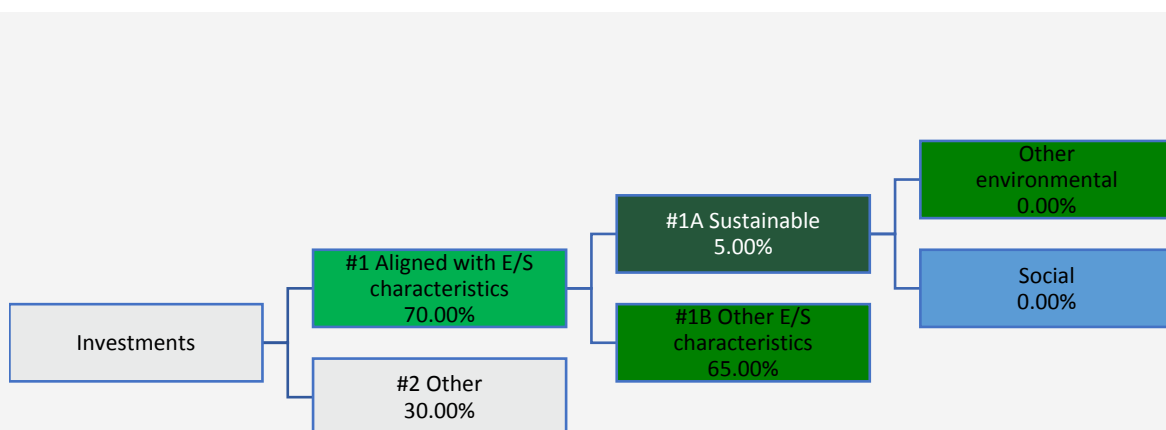 Investments
#1 Aligned with E/S
characteristics
70.00%
#2 Other
30.00%
#1A Sustainable
5.00%
#1B Other E/S
characteristics
65.00%
Other
environmental
0.00%
Social
0.00%